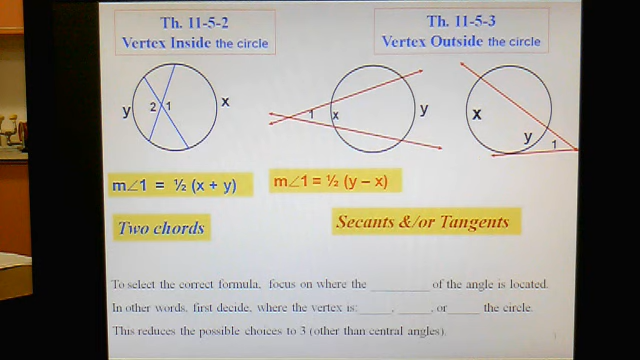 Th. 11-5-2
Vertex Inside the circle
Th. 11-5-3
Vertex Outside the circle
y 2 1 x
1 x y
x y 1
m∠1 = ½ (x + y)
m∠1 = ½ (y – x)
Two chords
Secants &/or Tangents
To select the correct formula, focus on where the ________ of the angle is located.
In other words, first decide, where the vertex is: _____, _____, or _____ the circle.
This reduces the possible choices to 3 (other than central angles).